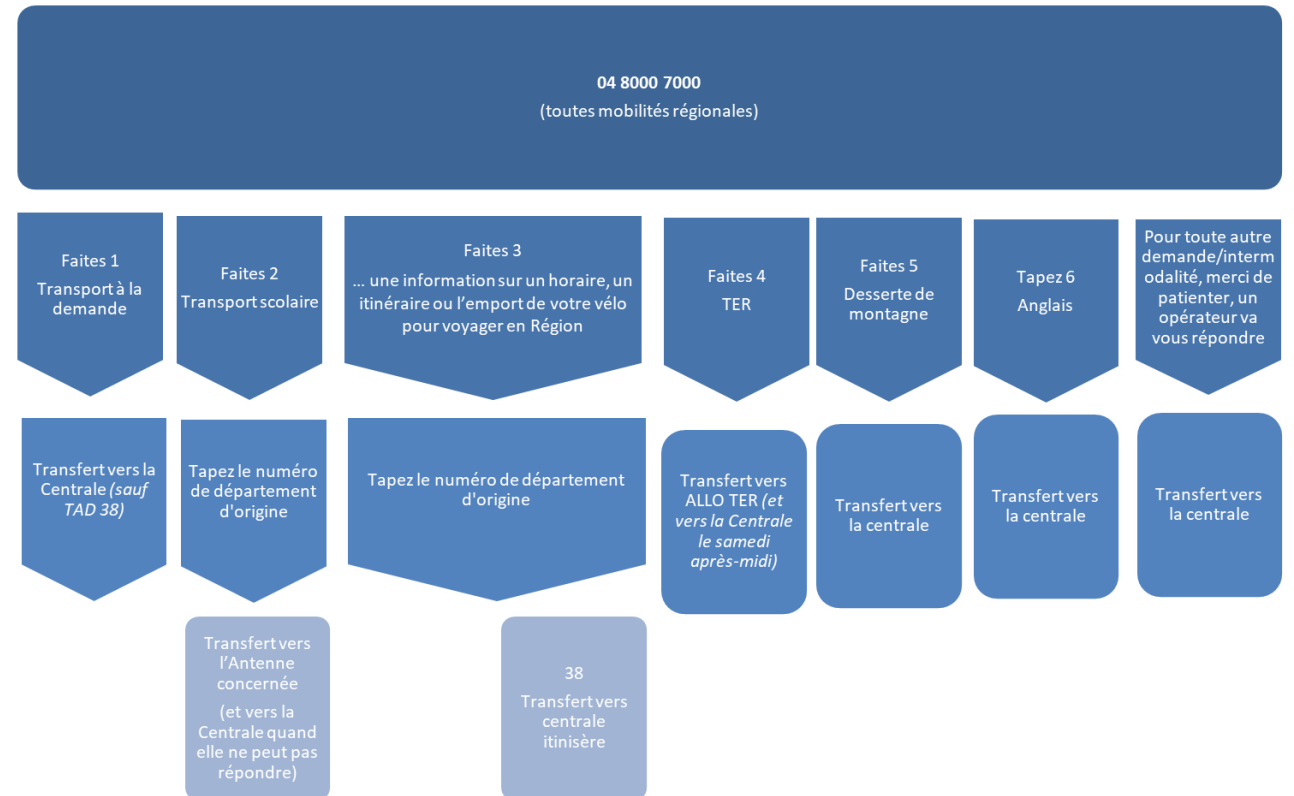 04 8000 7000
(toutes mobilités régionales)
Faites 1
Transport à la
demande
Faites 2
Transport scolaire
Faites 3
... une information sur un horaire, un
itinéraire ou l'emport de votre vélo
pour voyager en Région
Faites 4
TER
Faites 5
Desserte de
montagne
Tapez 6
Anglais
Pour toute autre
demande/interm
odalité, merci de
patienter, un
opérateur va
vous répondre
Transfert vers la
Centrale (sauf
TAD 38)
Tapez le numéro
de département
d'origine
Tapez le numéro de département
d'origine
Transfert vers
ALLO TER (et
vers la Centrale
le samedi
après-midi)
Transfert vers
la centrale
Transfert vers
la centrale
Transfert vers
la centrale
Transfert vers
l'Antenne
concernée
(et vers la
Centrale quand
elle ne peut pas
répondre)
38
Transfert vers
centrale
itinisère